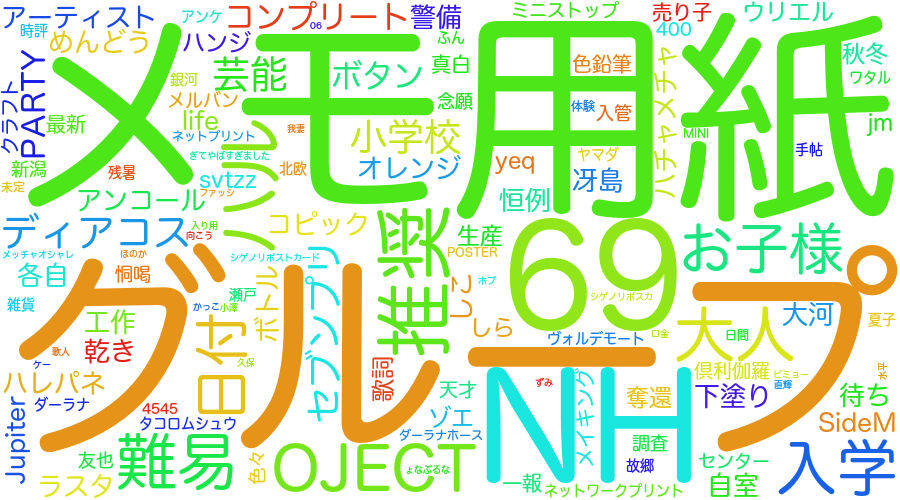 アーティスト
アンケ
コンプリート
06
警備
ミニストップ
売り子
ウリエル
時評
めんどう
ハンジ
芸能
ボタン
ふん
真白
400
秋冬
クラフト
PARTY
最新
銀河
メルバン
life
ネットプリント
念願
色鉛筆
体験
入管
ハチャメチャ
ワタル
メモ用紙
我妻
小学校
オレンジ
yeq
ヤマダ
MINI
手帖
jm
新潟
残暑
ぎてやばすぎました
北欧
svtzz
冴島
未定
アンコール
ファッシ
恒例
ディアコス
入り用
向こう
コピック
推奨
生産
69
お子様
メッチャオシャレ
ほのか
シゲノリポストカード
POSTER
各自
恫喝
瀬戸
ボトル
セブンプリ
しこ
ホブ
シゲノリポスカ
グループ
雑貨
かっこ
小澤
工作
日付
しら
ヴォルデモート
口金
大人
日間
大河
夏子
歌人
乾き
久保
ケー
歌詞
NH
ハレパネ
天才
ずみ
メイキング
奪還
倶利伽羅
ビミョー
水平
直輝
下塗り
待ち
Jupiter
ダーラナ
4545
タコロムシュウ
ゾエ
ダーラナホース
SideM
難易
色々
OJECT
調査
入学
友也
ょなぶるな
一報
故郷
センター
ラスタ
ネットワークプリント
自室